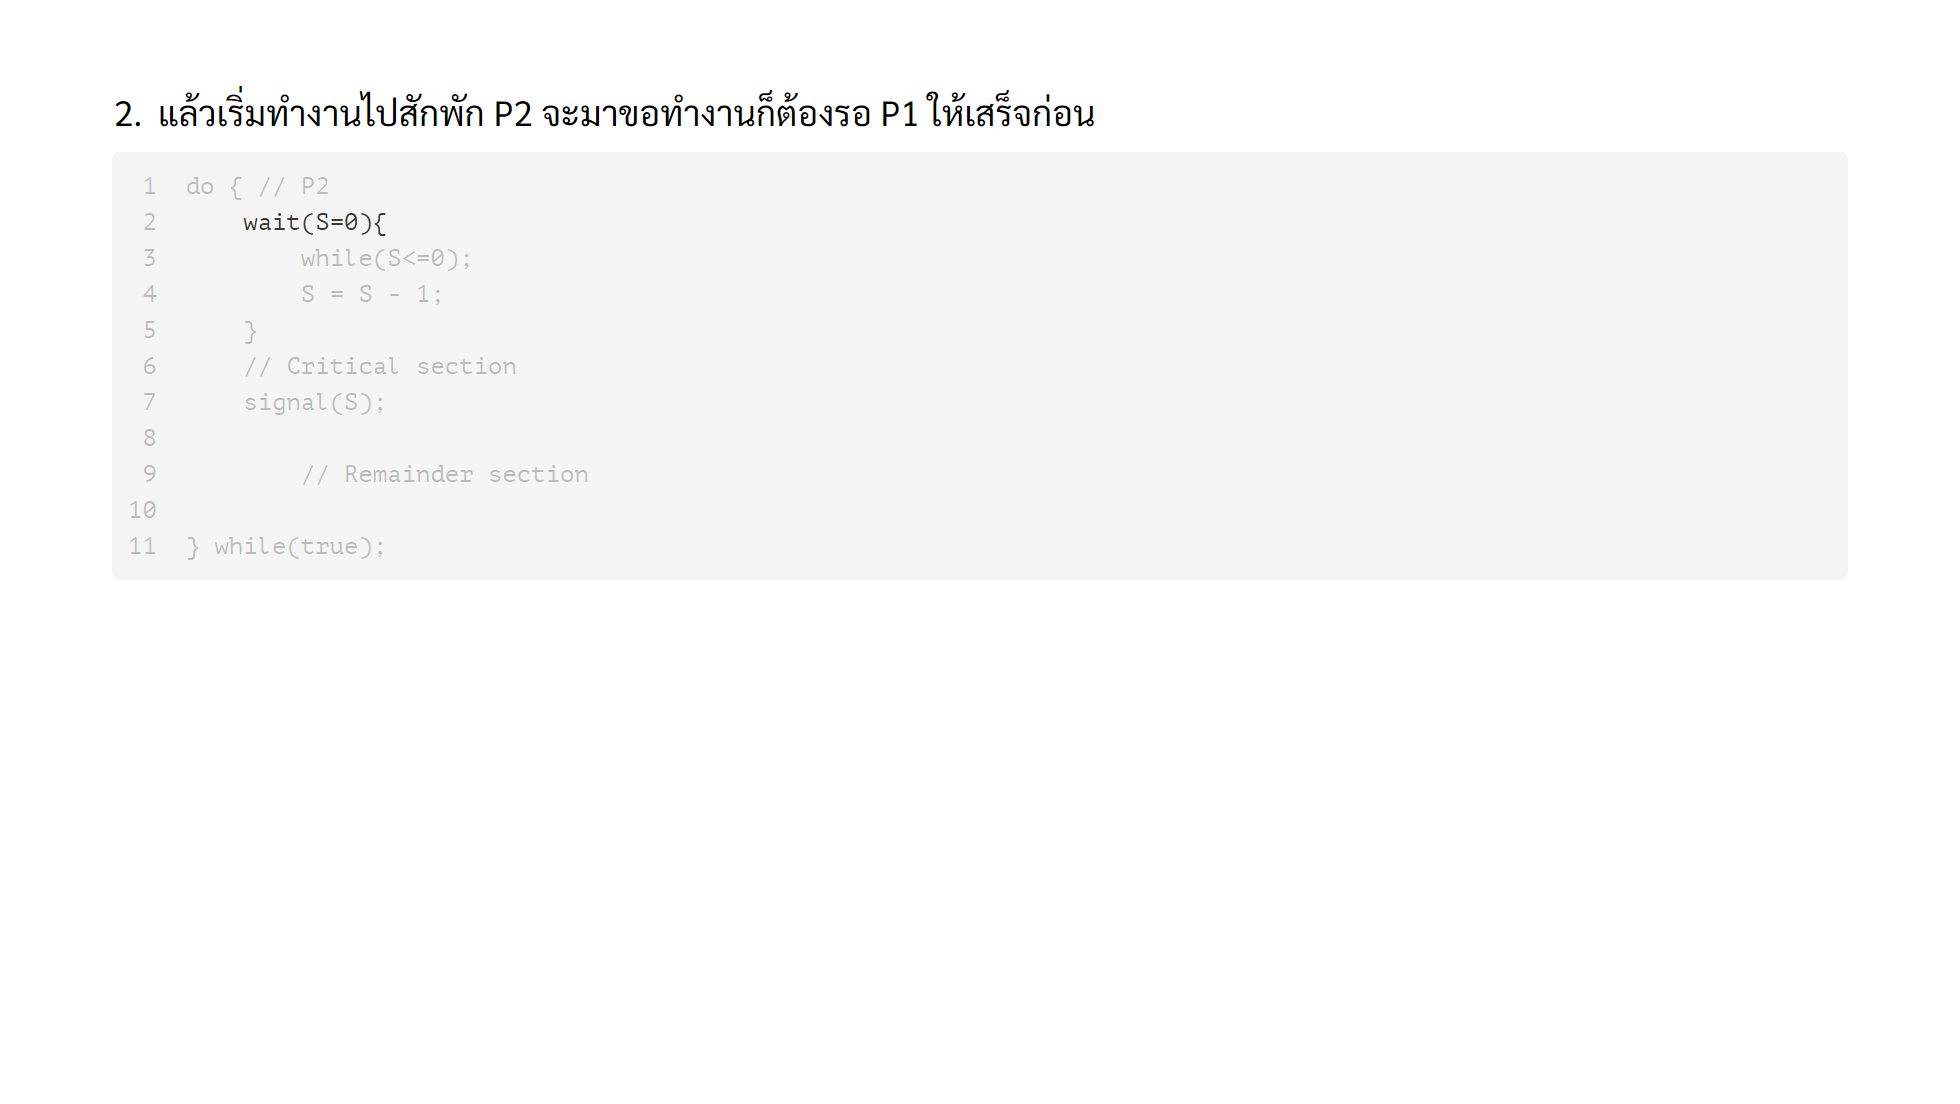 2. แล้วเริ่มทำงานไปสักพัก P2 จะมาขอทำงานก็ต้องรอ P1 ให้เสร็จก่อน
1 do { // P2
2 wait(S=0){
3 while(S<=0);
4 S = S - 1;
5 }
6 // Critical section
7 signal(S);
8
9 // Remainder section
10
11 } while(true);